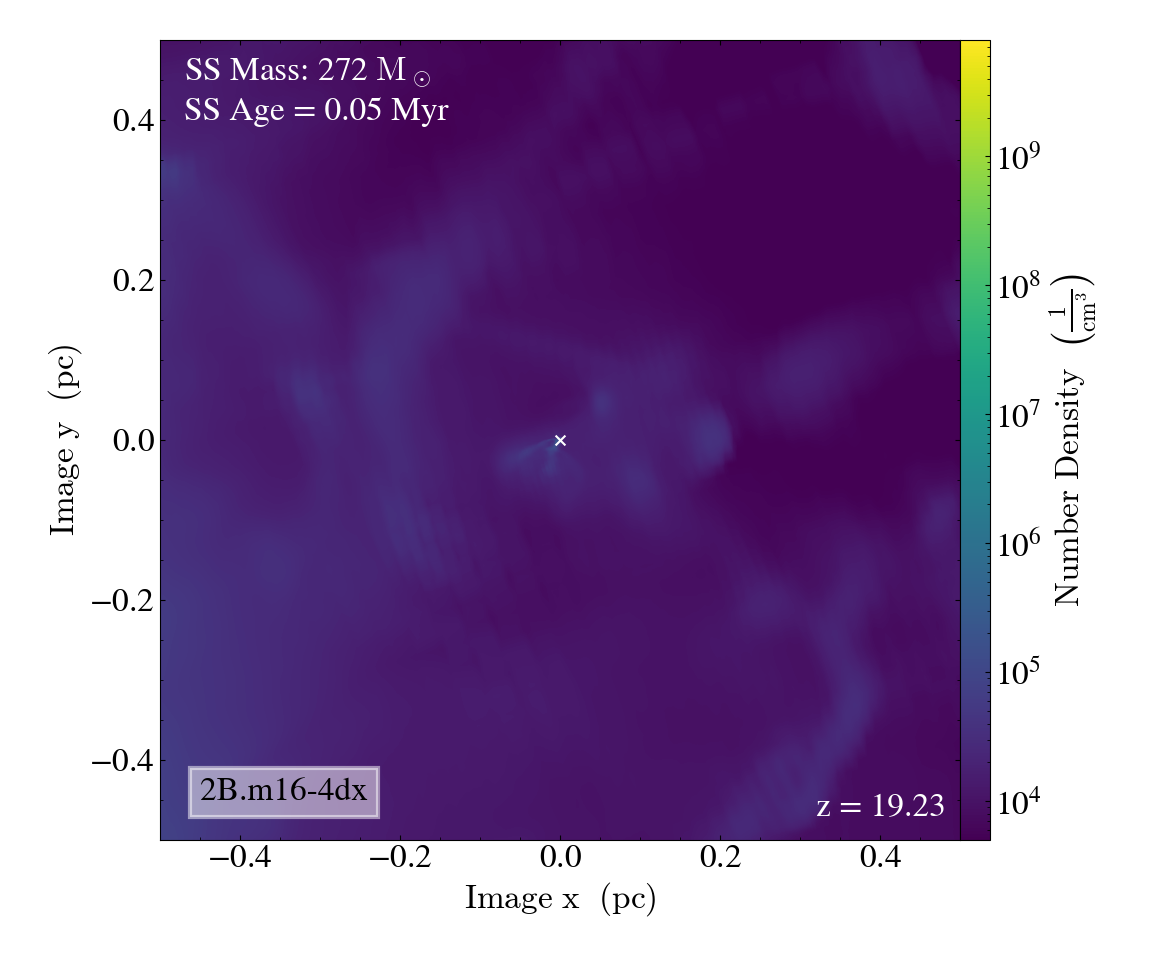 SS Mass: 272 M⊙
SS Age = 0.05 Myr
0.4
0.2
0.0
−0.2
−0.4
Image y (pc)
2B.m16-4dx
z = 19.23
−0.4 −0.2 0.0 0.2 0.4
Image x (pc)
10⁹
10⁸
10⁷
10⁶
10⁵
10⁴
Number Density (1/cm³)